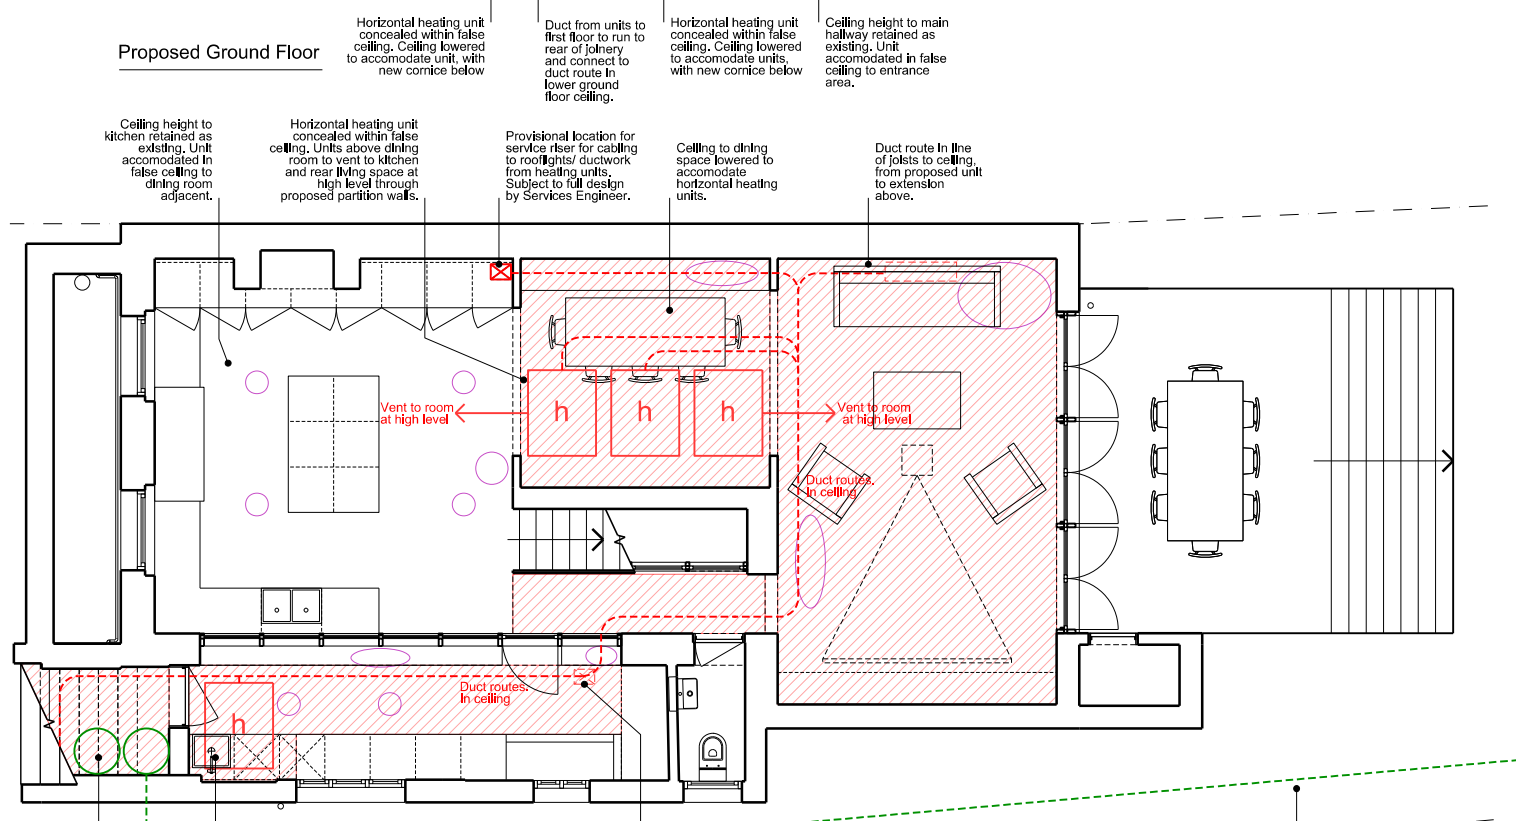 Horizontal heating unit
concealed within false
ceiling. Ceiling lowered
to accomodate unit, with
new cornice below
Duct from units to
first floor to run to
rear of joinery
and connect to
duct route in
lower ground
floor ceiling.
Horizontal heating unit
concealed within false
ceiling. Ceiling lowered
to accomodate units,
with new cornice below
Ceiling height to main
hallway retained as
existing. Unit
accomodated in false
ceiling to entrance
area.
Proposed Ground Floor
Ceiling height to
kitchen retained as
existing. Unit
accomodated in
false ceiling to
dining room
adjacent.
Horizontal heating unit
concealed within false
ceiling. Units above dining
room to vent to kitchen
and rear living space at
high level through
proposed partition walls.
Provisional location for
service riser for cabling
to rooflights/ ductwork
from heating units.
Subject to full design
by Services Engineer.
Ceiling to dining
space lowered to
accomodate
horizontal heating
units.
Duct route in line
of joists to ceiling,
from proposed unit
to extension
above.
Vent to room
at high level
h
h
h
Vent to room
at high level
Duct routes
in ceiling
Duct routes
in ceiling
h